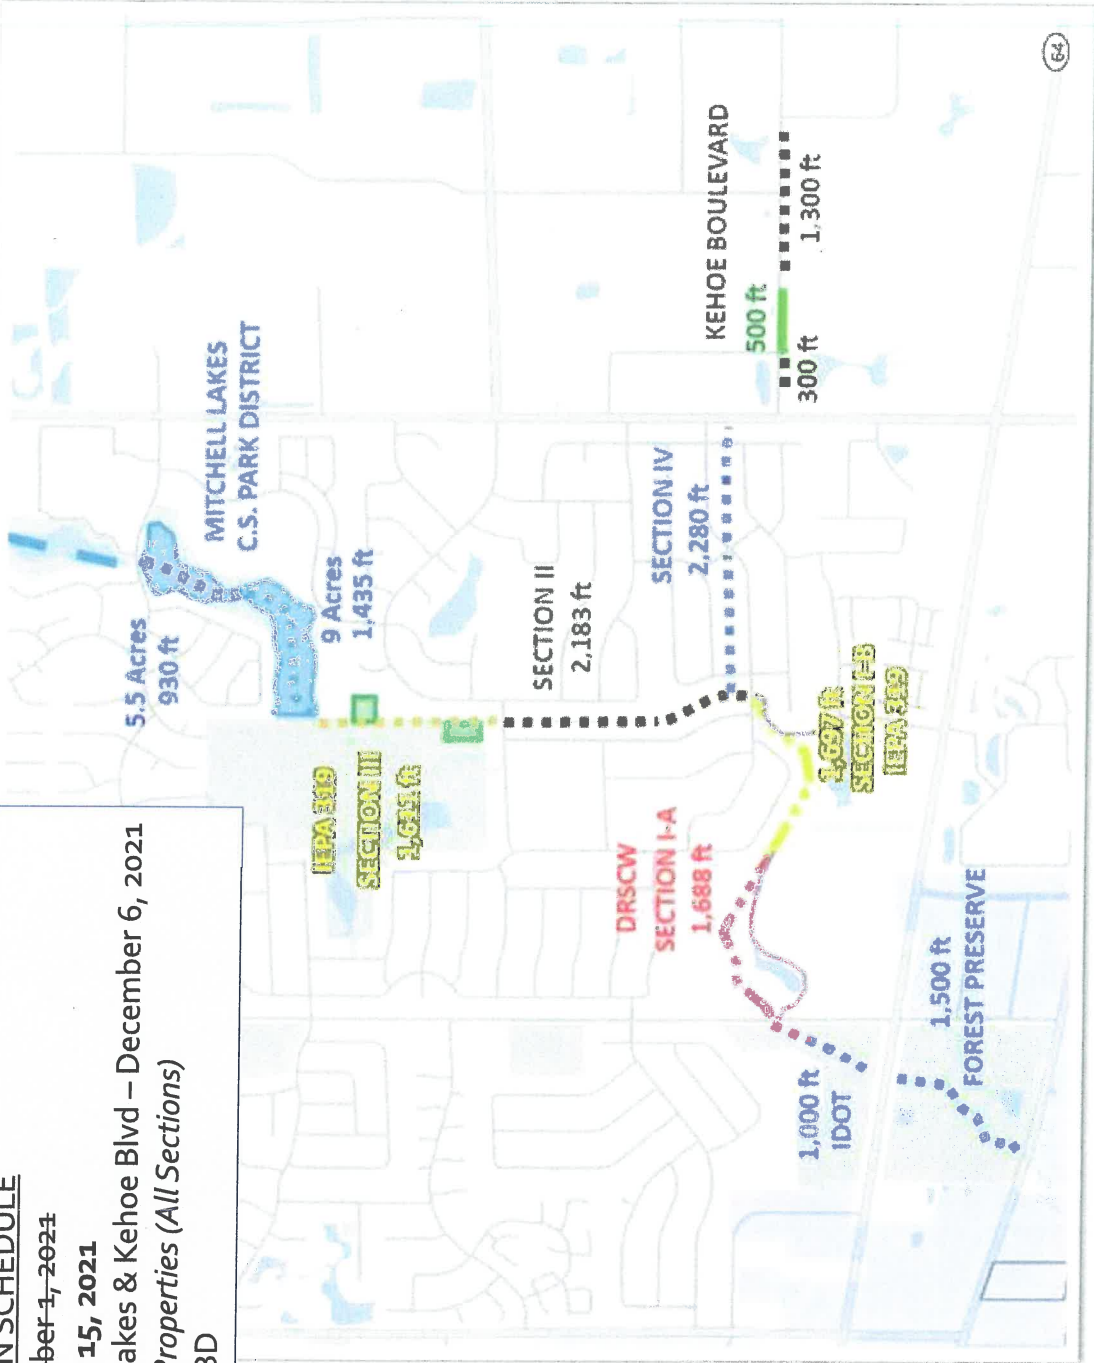 N SCHEDULE
ber 1, 2021
15, 2021
akes & Kehoe Blvd – December 6, 2021
Properties (All Sections)
BD
5.5 Acres
930 ft
MITCHELL LAKES
C.S. PARK DISTRICT
9 Acres
1,435 ft
IEPA 319
SECTION III
1,611 ft
SECTION II
2,183 ft
SECTION IV
2,280 ft
KEHOE BOULEVARD
500 ft
300 ft
1,300 ft
DRSCW
SECTION I-A
1,688 ft
1,697 ft
SECTION I-B
IEPA 319
1,000 ft
IDOT
1,500 ft
FOREST PRESERVE
64